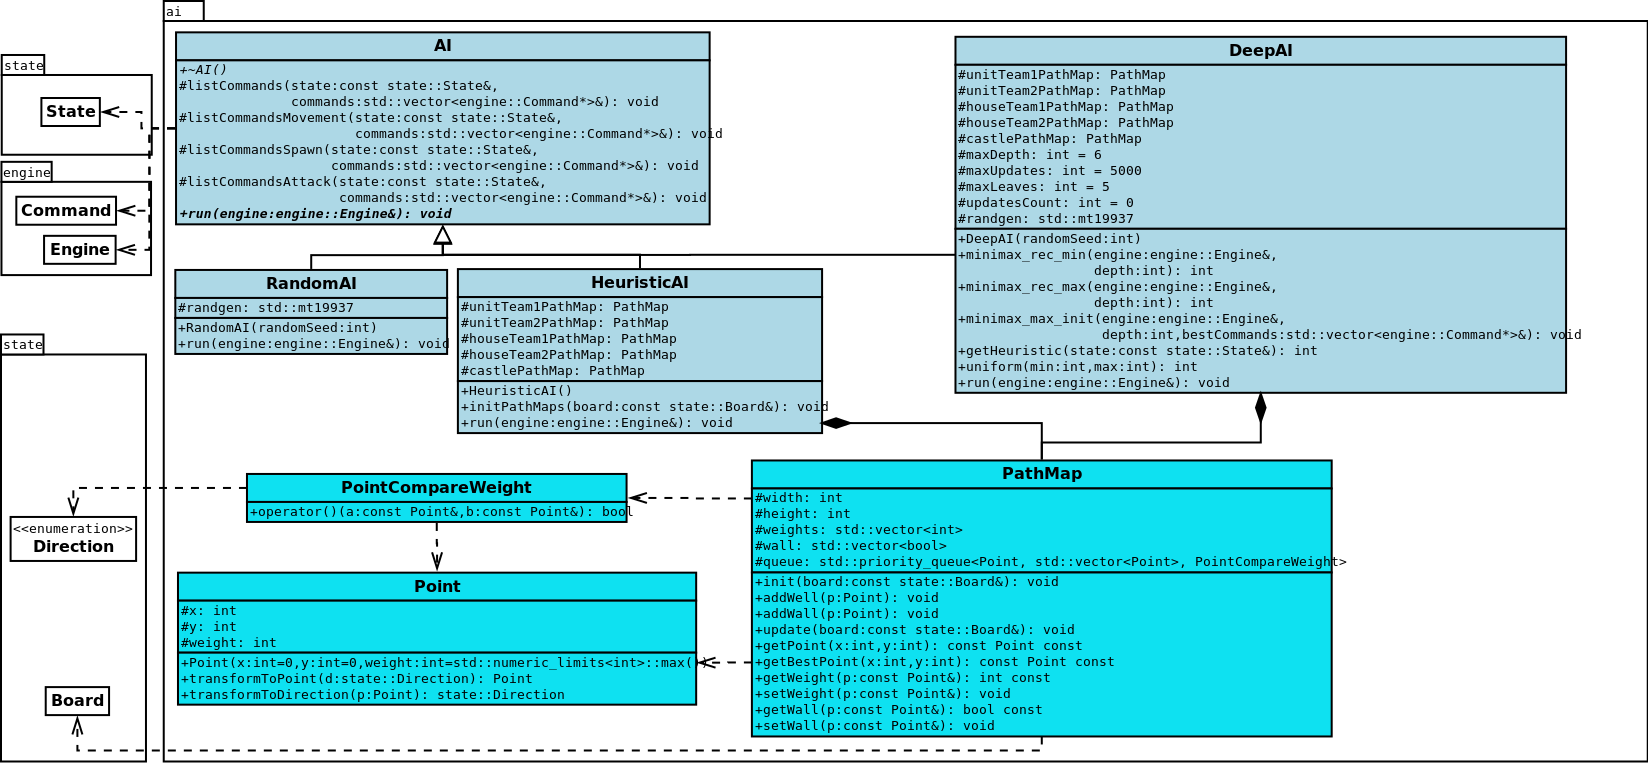 ai
state
State
engine
Command
Engine
AI
+~AI()
#listCommands(state:const state::State&,
commands:std::vector<engine::Command*>&): void
#listCommandsMovement(state:const state::State&,
commands:std::vector<engine::Command*>&): void
#listCommandsSpawn(state:const state::State&,
commands:std::vector<engine::Command*>&): void
#listCommandsAttack(state:const state::State&,
commands:std::vector<engine::Command*>&): void
+run(engine:engine::Engine&): void
DeepAI
#unitTeam1PathMap: PathMap
#unitTeam2PathMap: PathMap
#houseTeam1PathMap: PathMap
#houseTeam2PathMap: PathMap
#castlePathMap: PathMap
#maxDepth: int = 6
#maxUpdates: int = 5000
#maxLeaves: int = 5
#updatesCount: int = 0
#randgen: std::mt19937
+DeepAI(randomSeed:int)
+minimax_rec_min(engine:engine::Engine&,
depth:int): int
+minimax_rec_max(engine:engine::Engine&,
depth:int): int
+minimax_max_init(engine:engine::Engine&,
depth:int,bestCommands:std::vector<engine::Command*>&): void
+getHeuristic(state:const state::State&): int
+uniform(min:int,max:int): int
+run(engine:engine::Engine&): void
RandomAI
#randgen: std::mt19937
+RandomAI(randomSeed:int)
+run(engine:engine::Engine&): void
HeuristicAI
#unitTeam1PathMap: PathMap
#unitTeam2PathMap: PathMap
#houseTeam1PathMap: PathMap
#houseTeam2PathMap: PathMap
#castlePathMap: PathMap
+HeuristicAI()
+initPathMaps(board:const state::Board&): void
+run(engine:engine::Engine&): void
state
<<enumeration>>
Direction
Board
PointCompareWeight
+operator()(a:const Point&,b:const Point&): bool
Point
#x: int
#y: int
#weight: int
+Point(x:int=0,y:int=0,weight:int=std::numeric_limits<int>::max())
+transformToPoint(d:state::Direction): Point
+transformToDirection(p:Point): state::Direction
PathMap
#width: int
#height: int
#weights: std::vector<int>
#wall: std::vector<bool>
#queue: std::priority_queue<Point, std::vector<Point>, PointCompareWeight>
+init(board:const state::Board&): void
+addWell(p:Point): void
+addWall(p:Point): void
+update(board:const state::Board&): void
+getPoint(x:int,y:int): const Point const
+getBestPoint(x:int,y:int): const Point const
+getWeight(p:const Point&): int const
+setWeight(p:const Point&): void
+getWall(p:const Point&): bool const
+setWall(p:const Point&): void